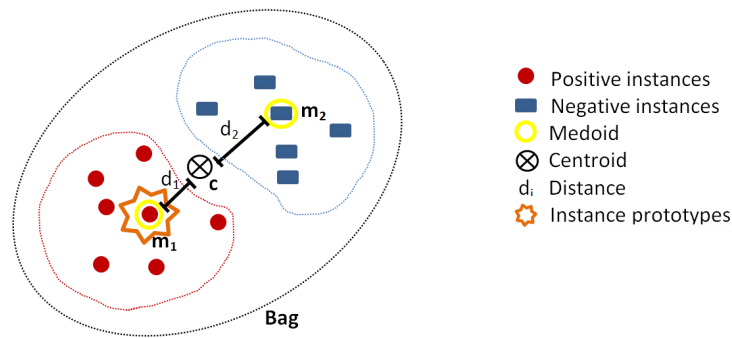 m₂
d₂
d₁
c
m₁
Bag
Positive instances
Negative instances
Medoid
Centroid
dᵢ Distance
Instance prototypes